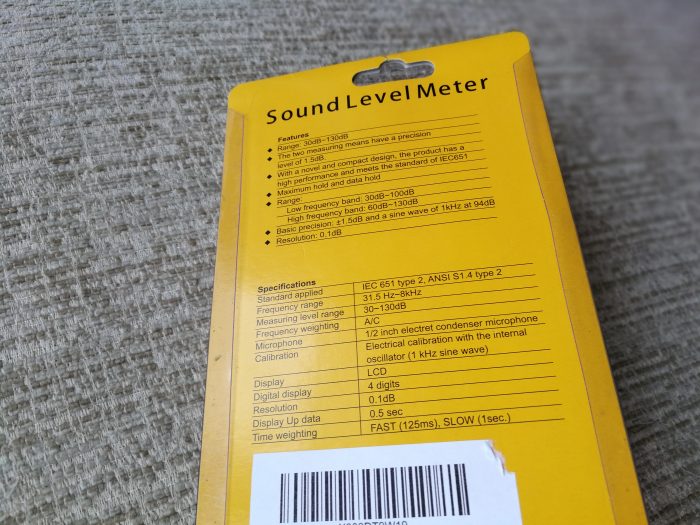 Sound Level Meter
Features
◆ Range: 30dB~130dB
◆ The two measuring means have a precision
level of 1.5dB.
◆ With a novel and compact design, the product has a
high performance and meets the standard of IEC651
◆ Maximum hold and data hold
◆ Range:
Low frequency band: 30dB~100dB
High frequency band: 60dB~130dB
◆ Basic precision: ±1.5dB and a sine wave of 1kHz at 94dB
◆ Resolution: 0.1dB
Specifications
Standard applied IEC 651 type 2, ANSI S1.4 type 2
Frequency range 31.5 Hz~8kHz
Measuring level range 30~130dB
Frequency weighting A/C
Microphone 1/2 inch electret condenser microphone
Calibration Electrical calibration with the internal
oscillator (1 kHz sine wave)
Display LCD
Digital display 4 digits
Resolution 0.1dB
Display Up data 0.5 sec
Time weighting FAST (125ms), SLOW (1sec.)